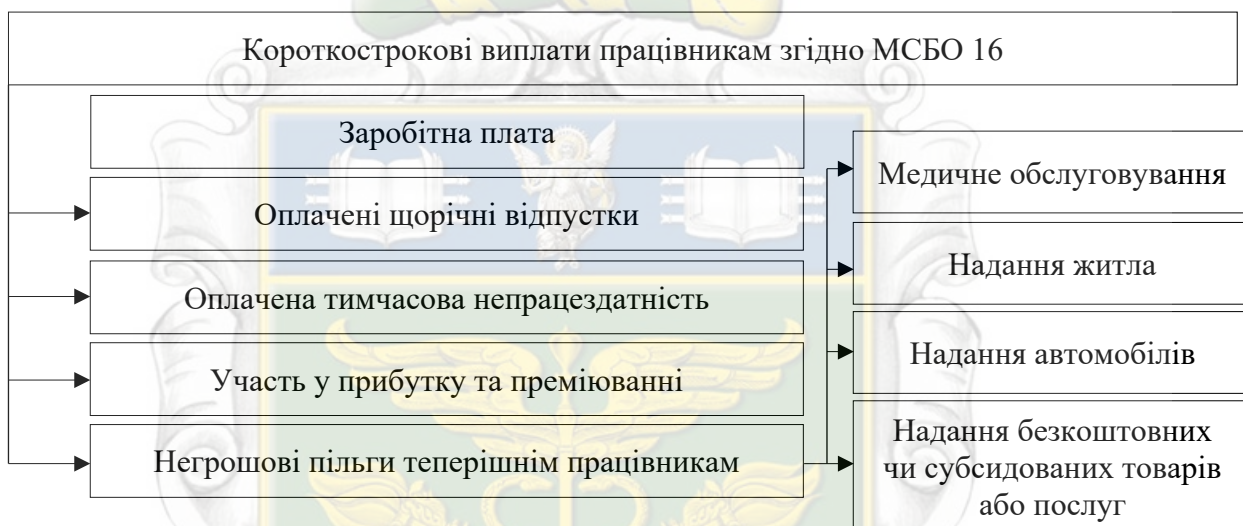 Короткострокові виплати працівникам згідно МСБО 16
Заробітна плата
Оплачені щорічні відпустки
Оплачена тимчасова непрацездатність
Участь у прибутку та преміюванні
Негрошові пільги теперішнім працівникам
Медичне обслуговування
Надання житла
Надання автомобілів
Надання безкоштовних
чи субсидованих товарів
або послуг